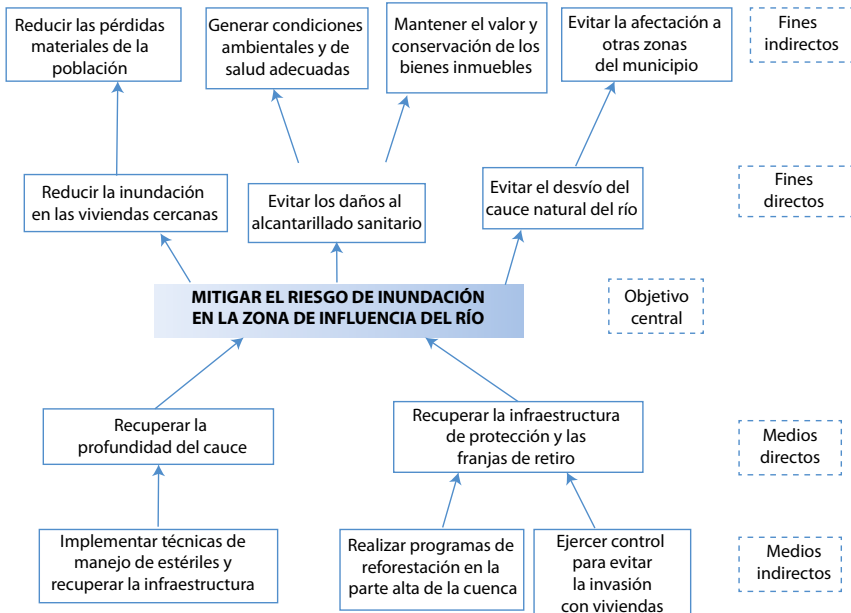 Reducir las pérdidas
materiales de la
población
Generar condiciones
ambientales y de
salud adecuadas
Mantener el valor y
conservación de los
bienes inmuebles
Evitar la afectación a
otras zonas
del municipio
Fines
indirectos
Reducir la inundación
en las viviendas cercanas
Evitar los daños al
alcantarillado sanitario
Evitar el desvío del
cauce natural del río
Fines
directos
MITIGAR EL RIESGO DE INUNDACIÓN
EN LA ZONA DE INFLUENCIA DEL RÍO
Objetivo
central
Recuperar la
profundidad del cauce
Recuperar la infraestructura
de protección y las
franjas de retiro
Medios
directos
Implementar técnicas de
manejo de estériles y
recuperar la infraestructura
Realizar programas de
reforestación en la
parte alta de la cuenca
Ejercer control
para evitar
la invasión
con viviendas
Medios
indirectos